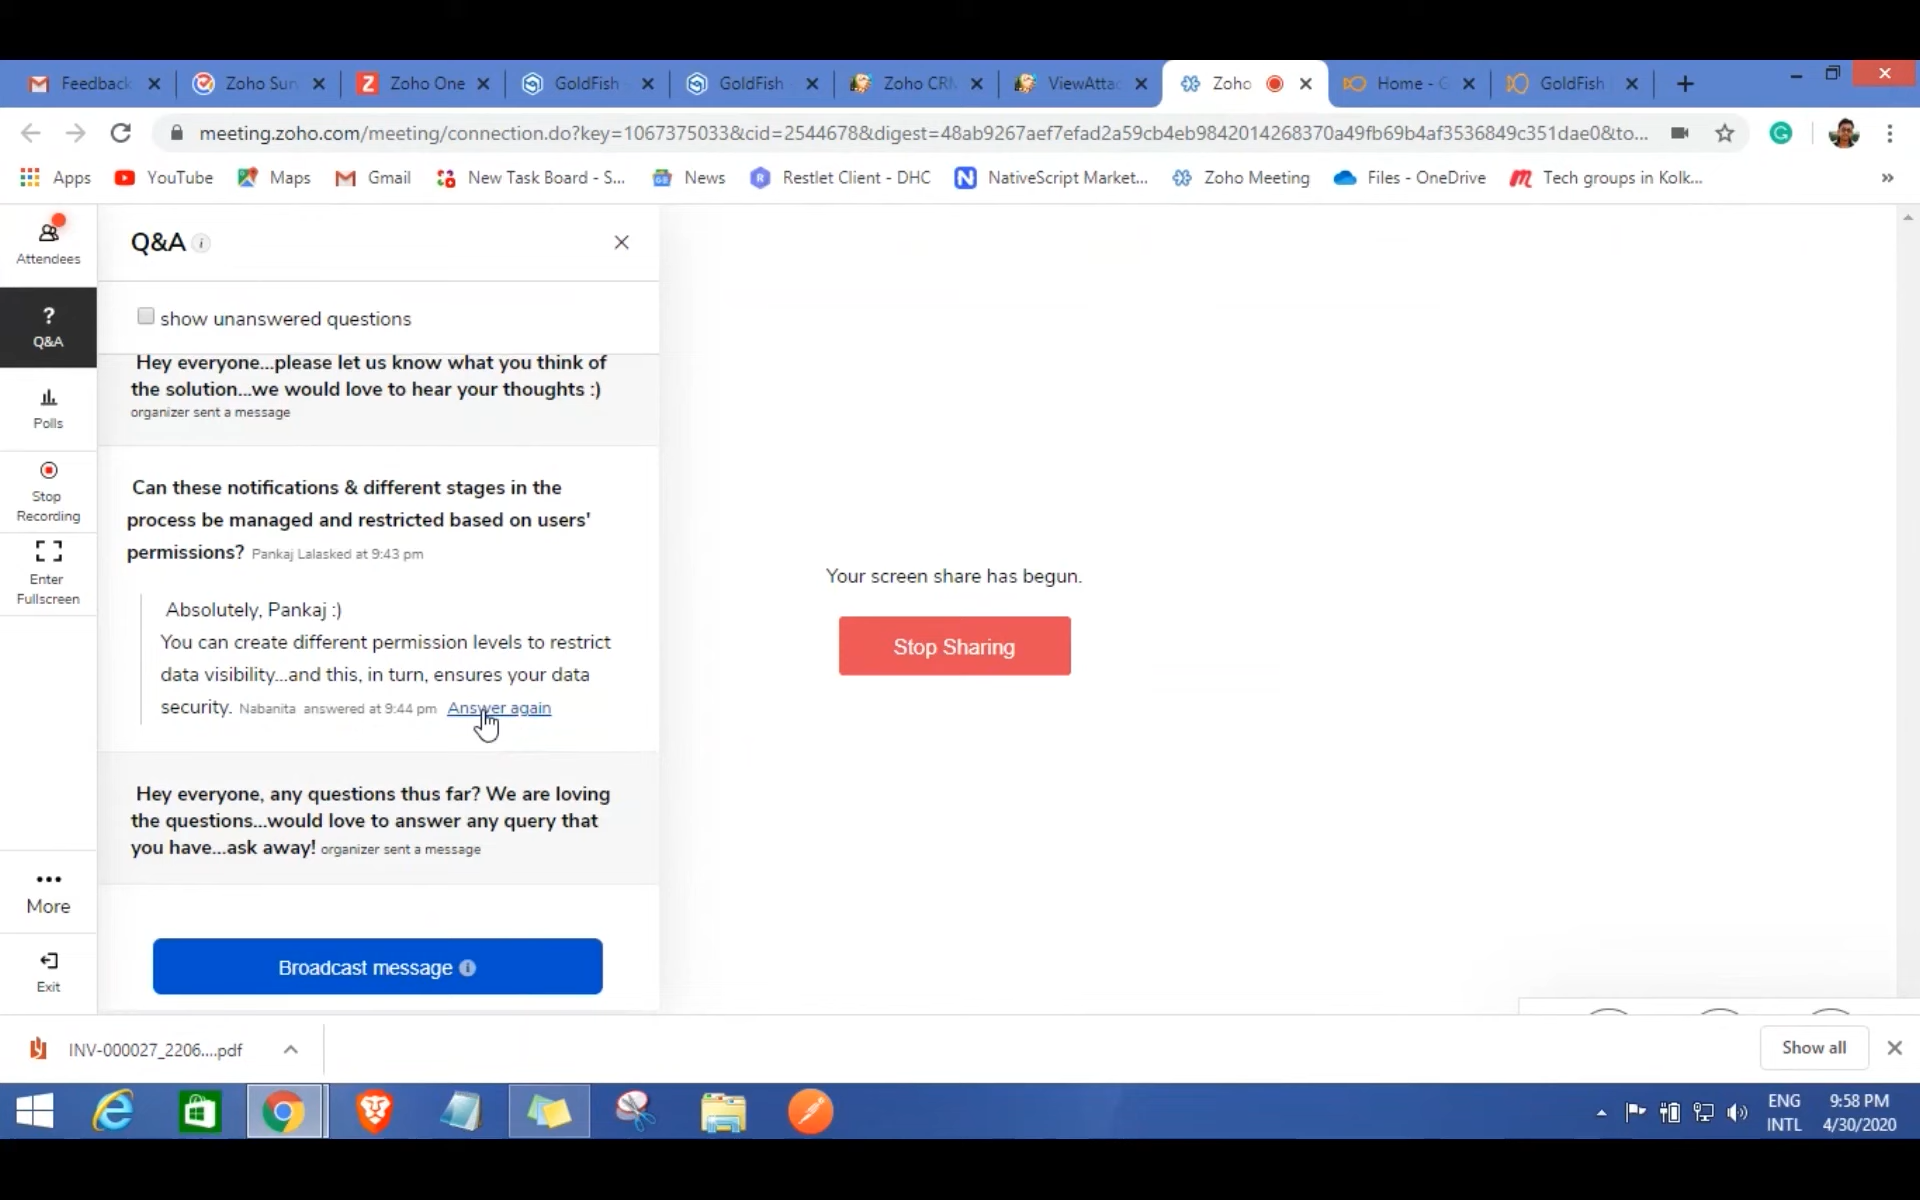 Feedback
Zoho Sur
Zoho One
GoldFish
GoldFish
Zoho CRM
ViewAttac
Zoho
Home - G
GoldFish
meeting.zoho.com/meeting/connection.do?key=1067375033&cid=2544678&digest=48ab9267aef7efad2a59cb4eb9842014268370a49fb69b4af3536849c351dae0&to...
Apps
YouTube
Maps
Gmail
New Task Board - S...
News
Restlet Client - DHC
NativeScript Market...
Zoho Meeting
Files - OneDrive
Tech groups in Kolk...
»
Attendees
?
Q&A
Polls
Stop
Recording
Enter
Fullscreen
More
Exit
Q&A
show unanswered questions
Hey everyone...please let us know what you think of
the solution...we would love to hear your thoughts :)
organizer sent a message
Can these notifications & different stages in the
process be managed and restricted based on users'
permissions? Pankaj Lalasked at 9:43 pm
Absolutely, Pankaj :)
You can create different permission levels to restrict
data visibility...and this, in turn, ensures your data
security. Nabanita answered at 9:44 pm Answer again
Hey everyone, any questions thus far? We are loving
the questions...would love to answer any query that
you have...ask away! organizer sent a message
Broadcast message
Your screen share has begun.
Stop Sharing
INV-000027_2206....pdf
Show all
ENG
INTL
9:58 PM
4/30/2020